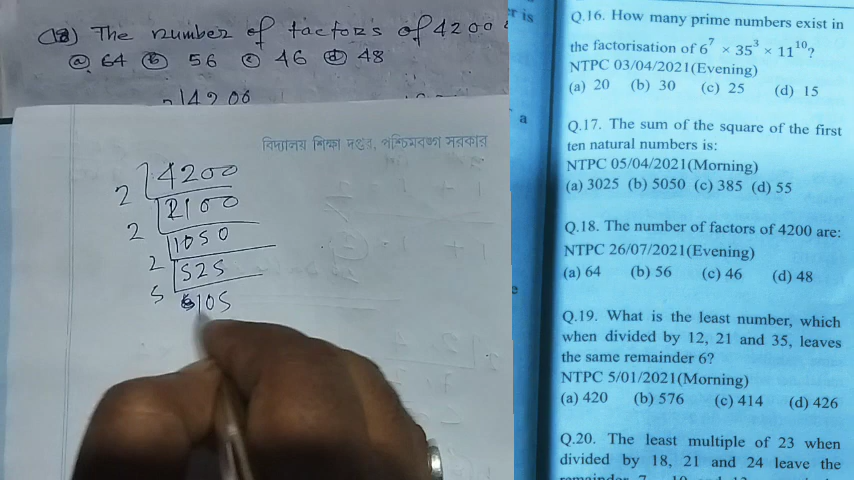 (18) The number of factors of 4200
(a) 64 (b) 56 (c) 46 (d) 48
2 4200
বিদ্যালয় শিক্ষা দপ্তর, পশ্চিমবঙ্গ সরকার
2 4200
2 2100
2 1050
5 525
105
r is
a
e
Q.16. How many prime numbers exist in
the factorisation of 6⁷ × 35³ × 11¹⁰?
NTPC 03/04/2021(Evening)
(a) 20 (b) 30 (c) 25 (d) 15
Q.17. The sum of the square of the first
ten natural numbers is:
NTPC 05/04/2021(Morning)
(a) 3025 (b) 5050 (c) 385 (d) 55
Q.18. The number of factors of 4200 are:
NTPC 26/07/2021(Evening)
(a) 64 (b) 56 (c) 46 (d) 48
Q.19. What is the least number, which
when divided by 12, 21 and 35, leaves
the same remainder 6?
NTPC 5/01/2021(Morning)
(a) 420 (b) 576 (c) 414 (d) 426
Q.20. The least multiple of 23 when
divided by 18, 21 and 24 leave the